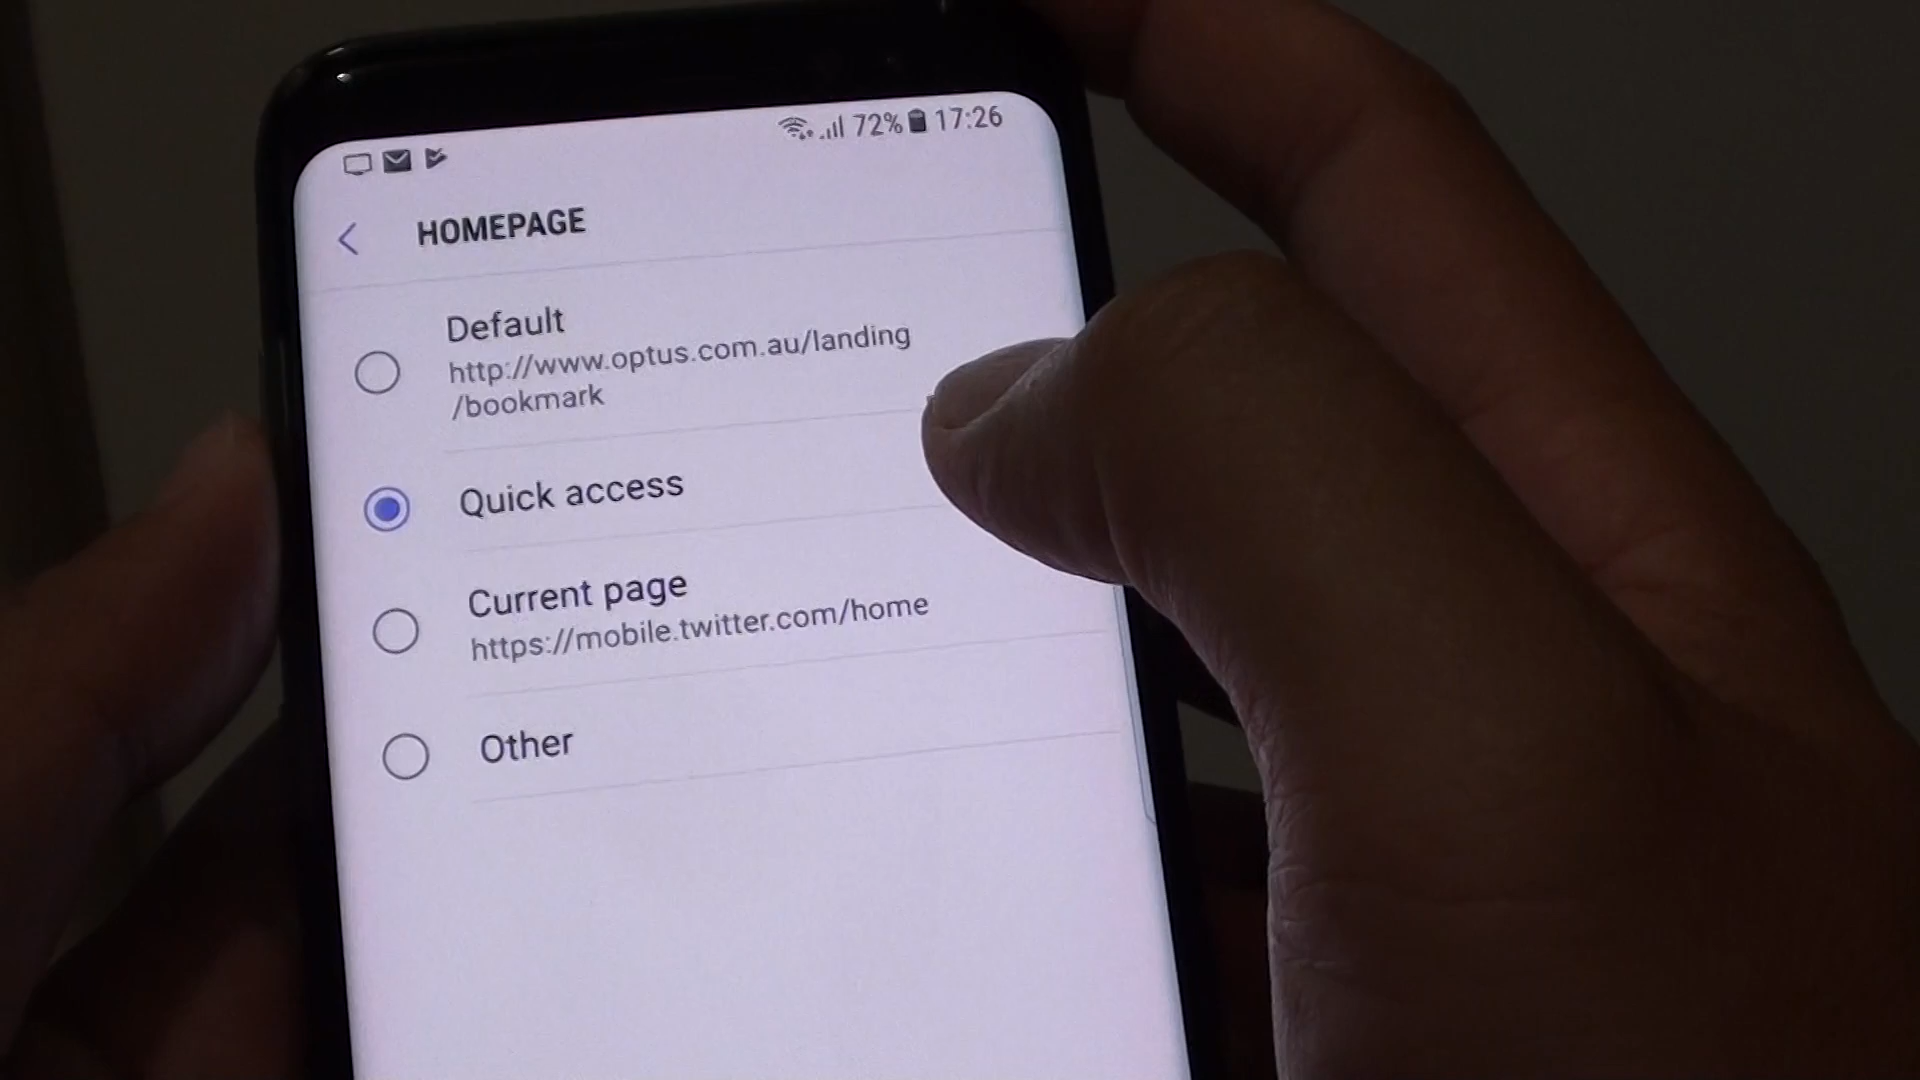 72% 17:26
HOMEPAGE
Default
http://www.optus.com.au/landing
/bookmark
Quick access
Current page
https://mobile.twitter.com/home
Other